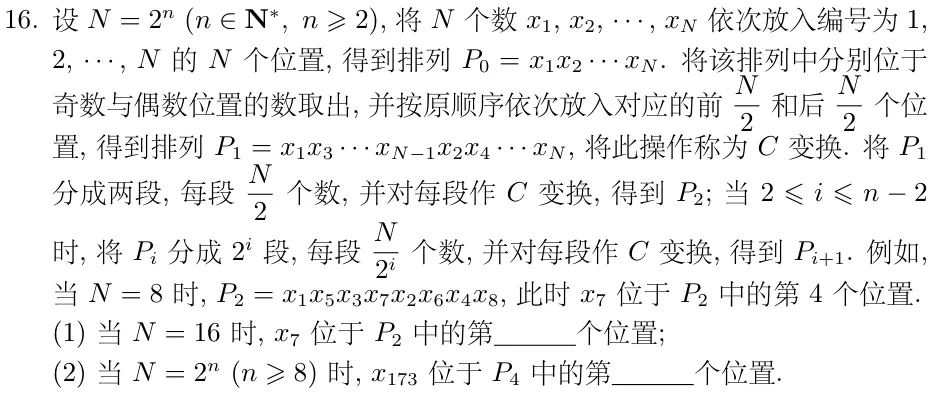 16. 设 $N = 2^n$ ($n \in \mathbf{N}^*$, $n \geqslant 2$), 将 $N$ 个数 $x_1, x_2, \cdots, x_N$ 依次放入编号为 1,
2, $\cdots$, $N$ 的 $N$ 个位置, 得到排列 $P_0 = x_1x_2\cdots x_N$. 将该排列中分别位于
奇数与偶数位置的数取出, 并按原顺序依次放入对应的前 $\dfrac{N}{2}$ 和后 $\dfrac{N}{2}$ 个位
置, 得到排列 $P_1 = x_1x_3\cdots x_{N-1}x_2x_4\cdots x_N$, 将此操作称为 $C$ 变换. 将 $P_1$
分成两段, 每段 $\dfrac{N}{2}$ 个数, 并对每段作 $C$ 变换, 得到 $P_2$; 当 $2 \leqslant i \leqslant n-2$
时, 将 $P_i$ 分成 $2^i$ 段, 每段 $\dfrac{N}{2^i}$ 个数, 并对每段作 $C$ 变换, 得到 $P_{i+1}$. 例如,
当 $N = 8$ 时, $P_2 = x_1x_5x_3x_7x_2x_6x_4x_8$, 此时 $x_7$ 位于 $P_2$ 中的第 4 个位置.
(1) 当 $N = 16$ 时, $x_7$ 位于 $P_2$ 中的第______个位置;
(2) 当 $N = 2^n$ ($n \geqslant 8$) 时, $x_{173}$ 位于 $P_4$ 中的第______个位置.